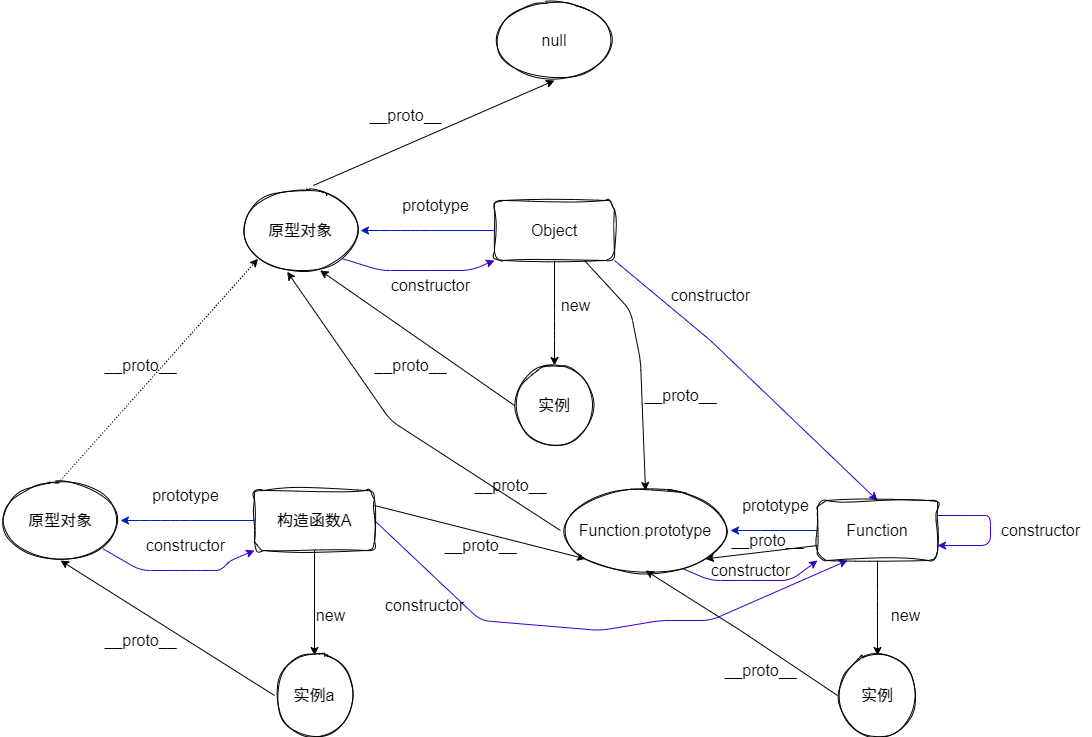 null
__proto__
prototype
原型对象
Object
constructor
constructor
new
__proto__
__proto__
实例
__proto__
__proto__
prototype
prototype
原型对象
构造函数A
Function.prototype
Function
constructor
__proto__
__proto__
constructor
constructor
constructor
new
new
__proto__
__proto__
实例a
实例